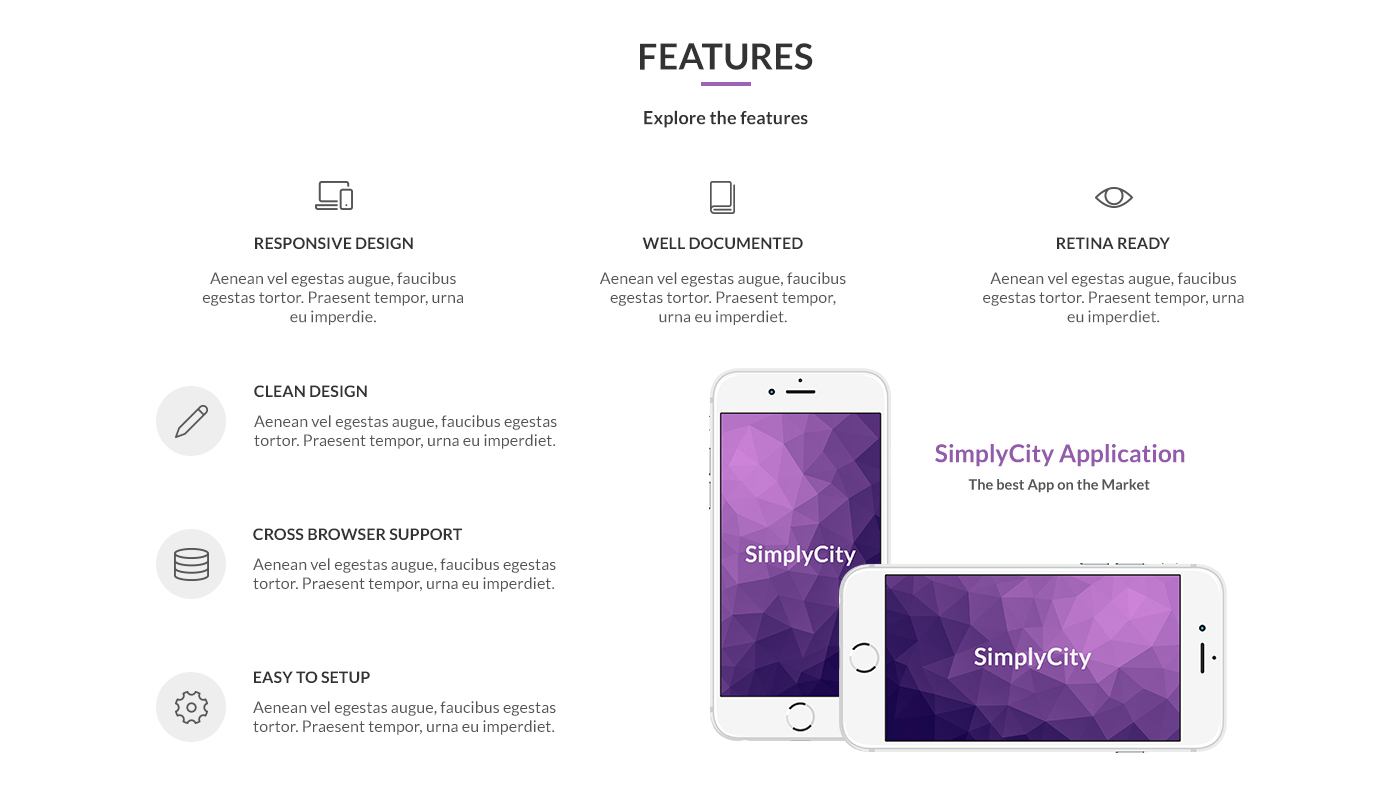 FEATURES
Explore the features
RESPONSIVE DESIGN
Aenean vel egestas augue, faucibus
egestas tortor. Praesent tempor, urna
eu imperdie.
WELL DOCUMENTED
Aenean vel egestas augue, faucibus
egestas tortor. Praesent tempor,
urna eu imperdiet.
RETINA READY
Aenean vel egestas augue, faucibus
egestas tortor. Praesent tempor, urna
eu imperdiet.
CLEAN DESIGN
Aenean vel egestas augue, faucibus egestas
tortor. Praesent tempor, urna eu imperdiet.
CROSS BROWSER SUPPORT
Aenean vel egestas augue, faucibus egestas
tortor. Praesent tempor, urna eu imperdiet.
EASY TO SETUP
Aenean vel egestas augue, faucibus egestas
tortor. Praesent tempor, urna eu imperdiet.
SimplyCity
SimplyCity Application
The best App on the Market
SimplyCity